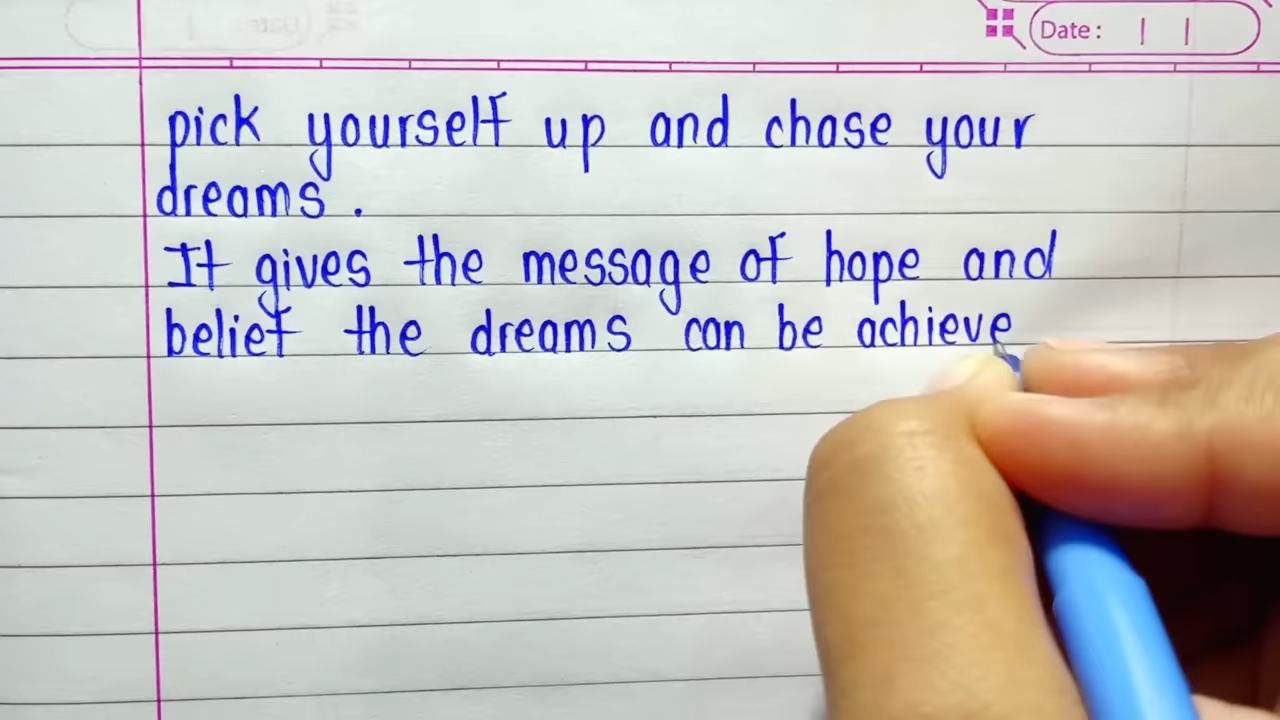 Date :
pick yourself up and chase your
dreams .
It gives the message of hope and
belief the dreams can be achieve